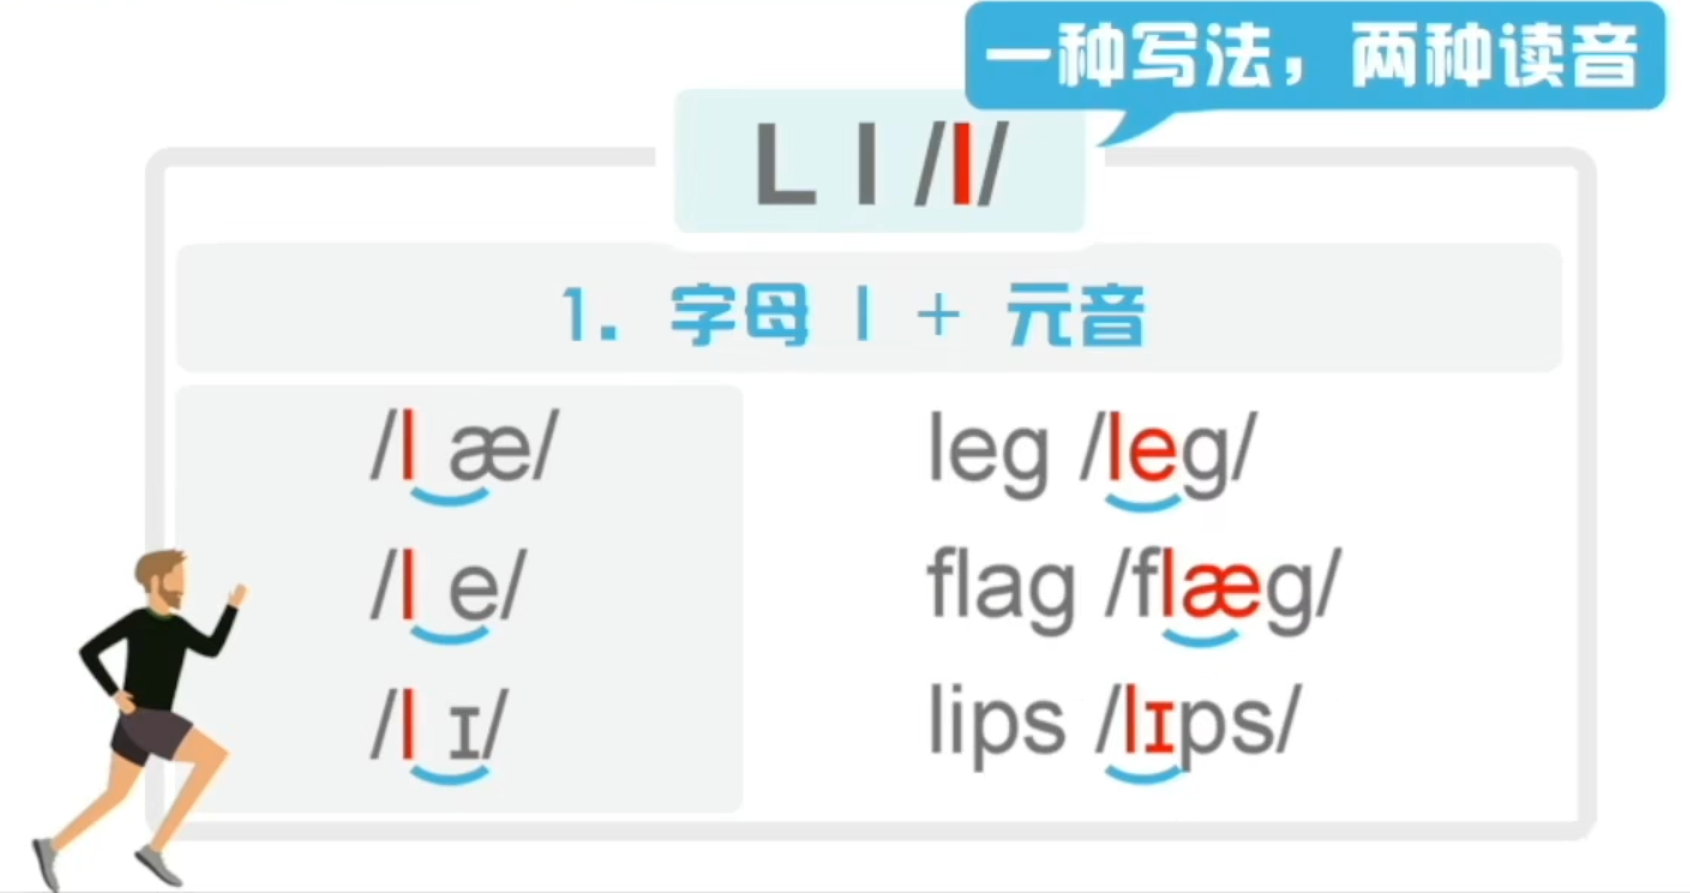 一种写法，两种读音
L l /l/
1. 字母 l + 元音
/l æ/
leg /leg/
/l e/
flag /flæg/
/l ɪ/
lips /lɪps/